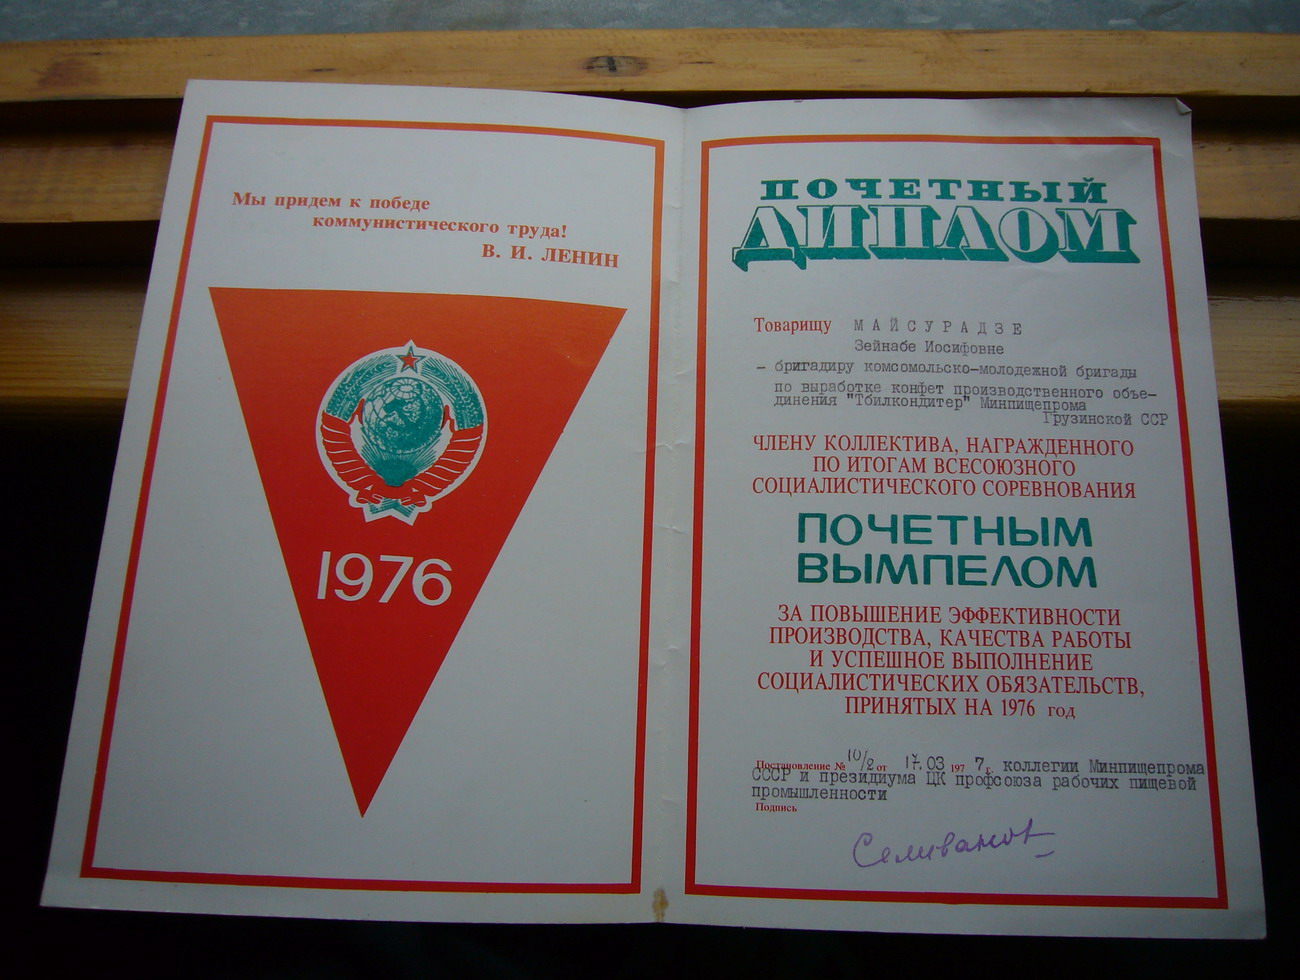 Мы придем к победе
коммунистического труда!
В. И. ЛЕНИН
1976
ПОЧЕТНЫЙ
ДИПЛОМ
Товарищу МАЙСУРАДЗЕ
Зейнабе Иосифовне
- бригадиру комсомольско-молодежной бригады
по выработке конфет производственного объе-
динения "Тбилкондитер" Минпищепрома
Грузинской ССР
ЧЛЕНУ КОЛЛЕКТИВА, НАГРАЖДЕННОГО
ПО ИТОГАМ ВСЕСОЮЗНОГО
СОЦИАЛИСТИЧЕСКОГО СОРЕВНОВАНИЯ
ПОЧЕТНЫМ
ВЫМПЕЛОМ
ЗА ПОВЫШЕНИЕ ЭФФЕКТИВНОСТИ
ПРОИЗВОДСТВА, КАЧЕСТВА РАБОТЫ
И УСПЕШНОЕ ВЫПОЛНЕНИЕ
СОЦИАЛИСТИЧЕСКИХ ОБЯЗАТЕЛЬСТВ,
ПРИНЯТЫХ НА 1976 год
Постановление № 10/2 от 17.03 1977 г. коллегии Минпищепрома
СССР и президиума ЦК профсоюза рабочих пищевой
промышленности
Подпись
Селиванов